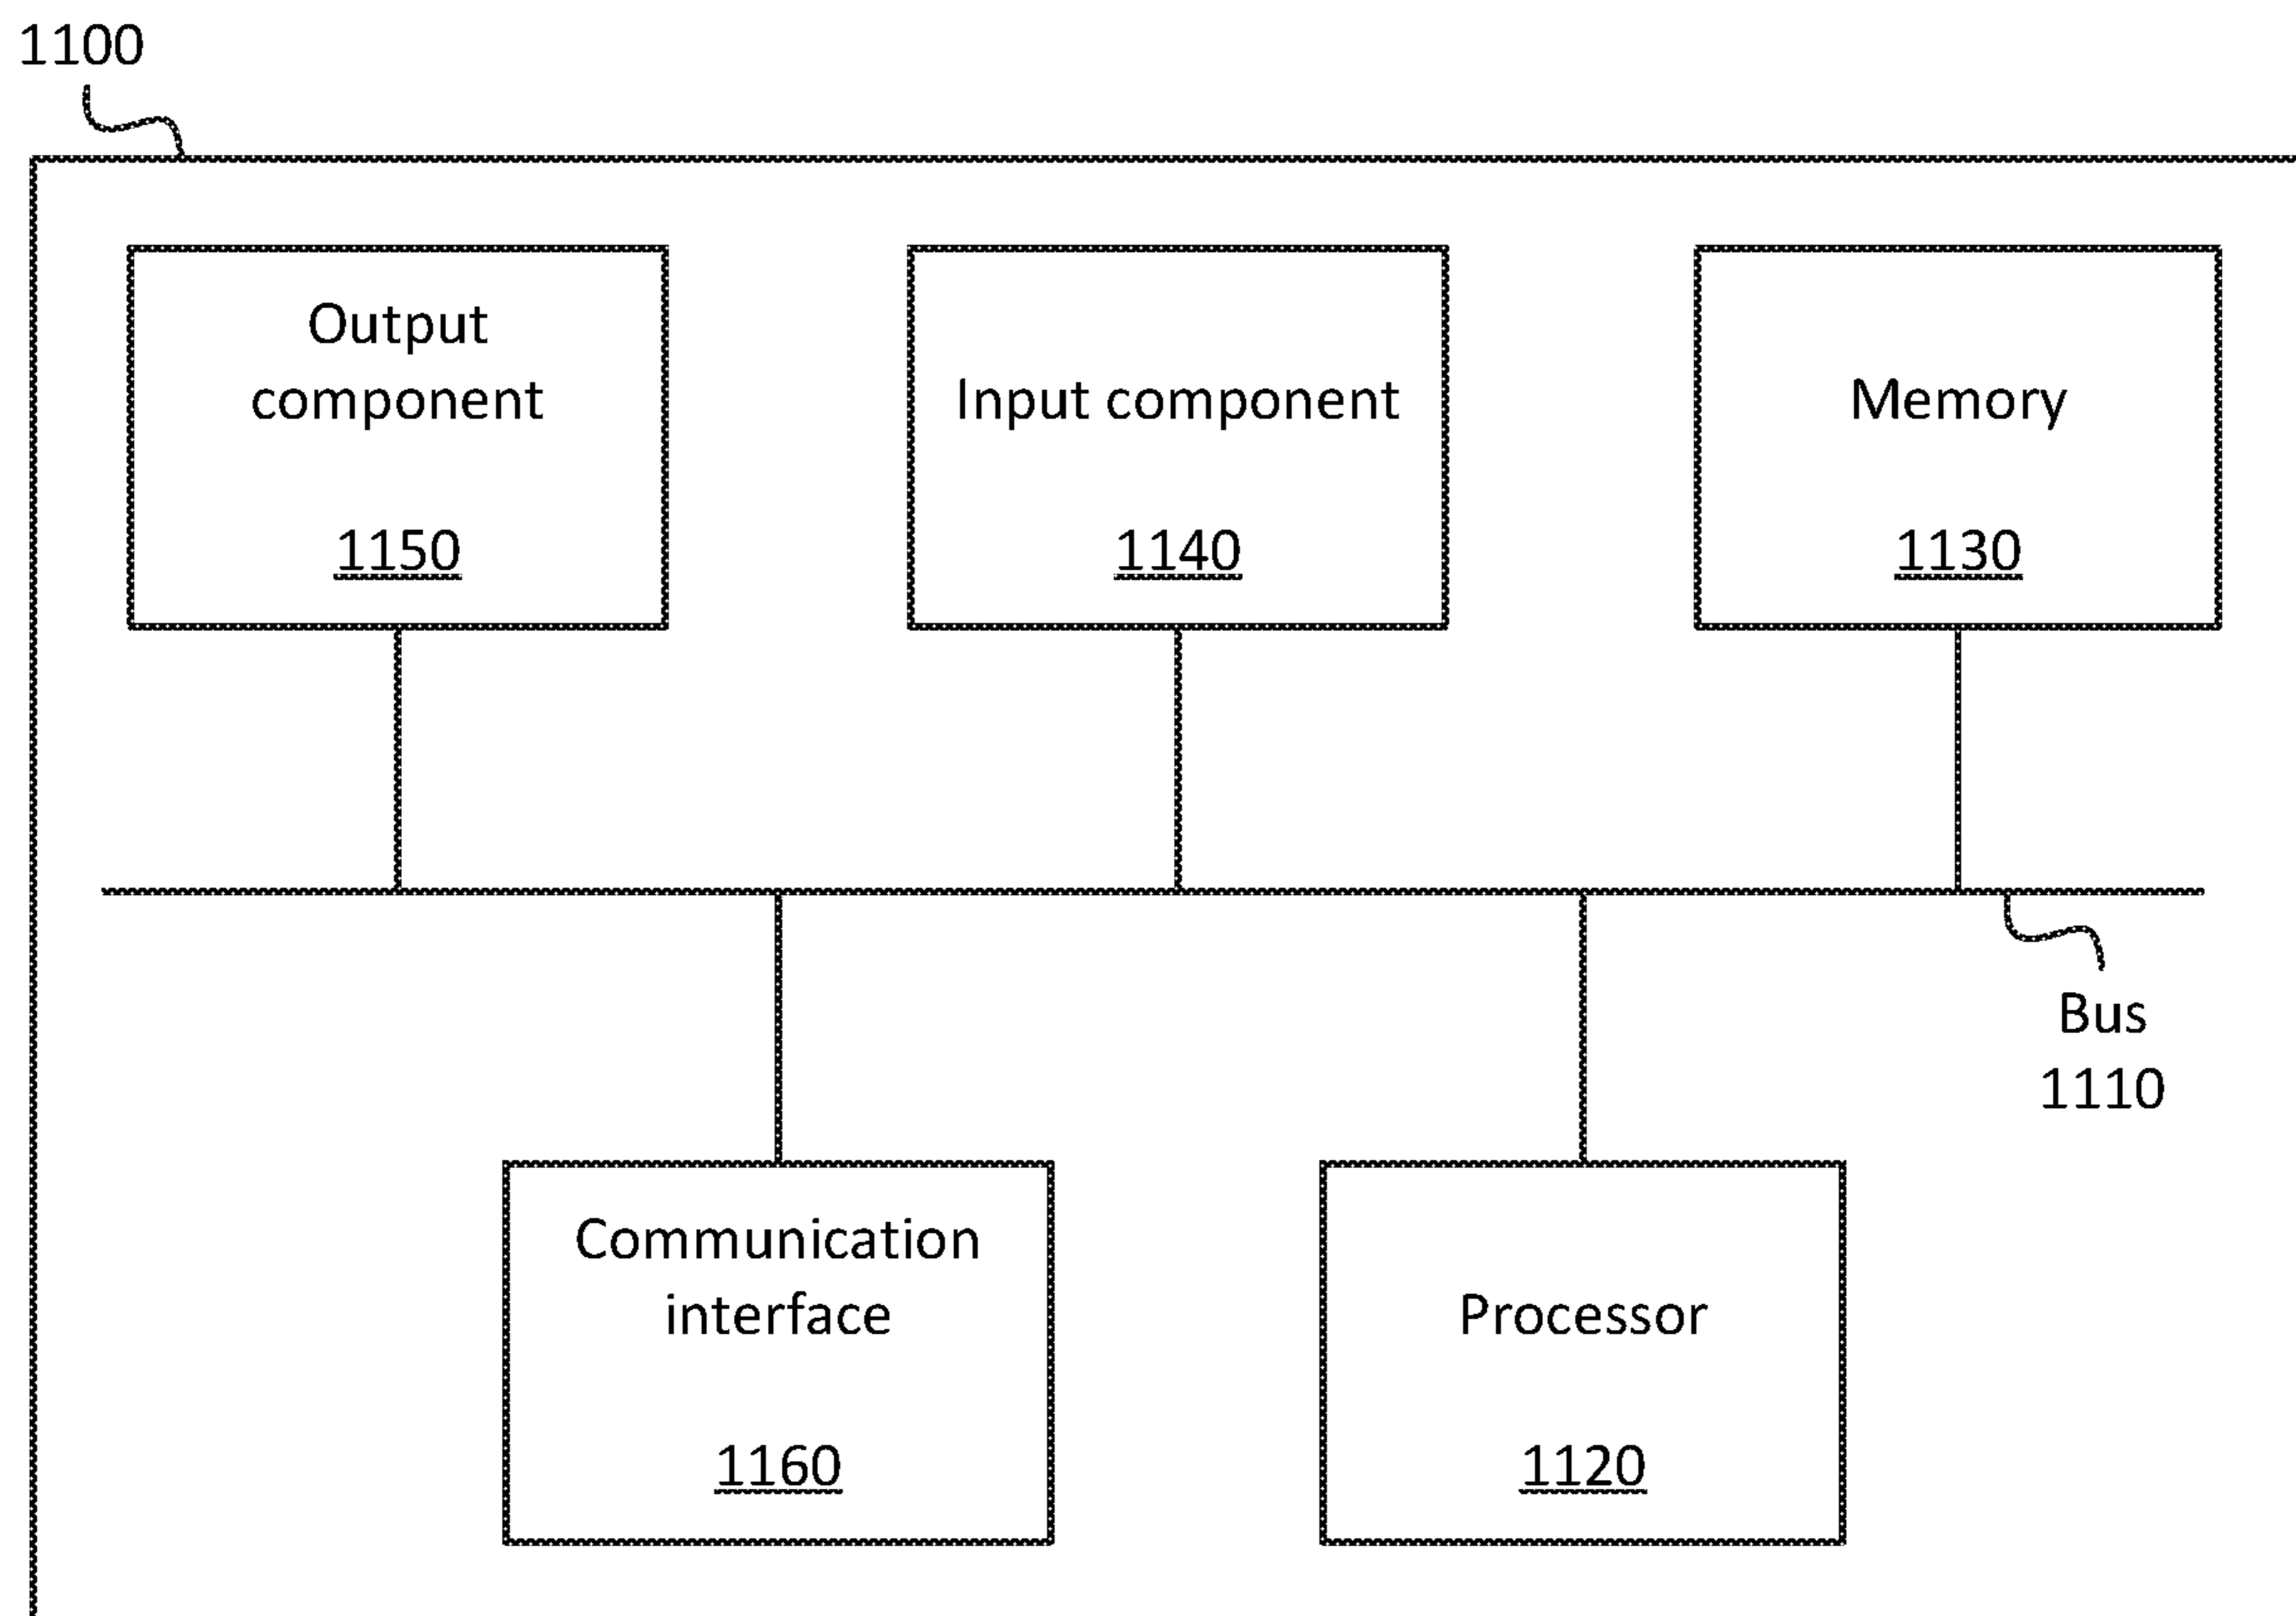 1100
Output
component
1150
Input component
1140
Memory
1130
Bus
1110
Communication
interface
1160
Processor
1120